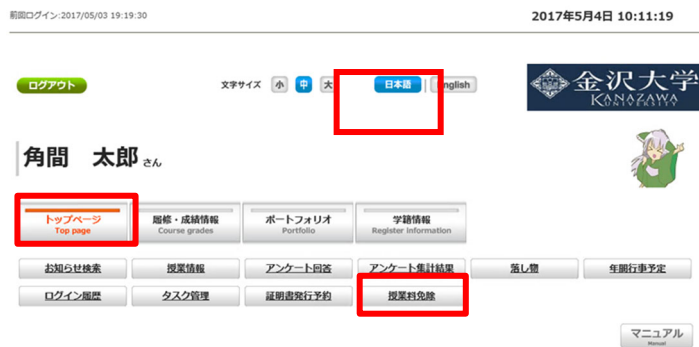 前回ログイン:2017/05/03 19:19:30
2017年5月4日 10:11:19
ログアウト 文字サイズ 小 中 大 日本語 English
金沢大学
KANAZAWA
UNIVERSITY
角間 太郎 さん
トップページ 履修・成績情報 ポートフォリオ 学籍情報
Top page Course grades Portfolio Register information
お知らせ検索 授業情報 アンケート回答 アンケート集計結果 落し物 年間行事予定
ログイン履歴 タスク管理 証明書発行予約 授業料免除
マニュアル
Manual